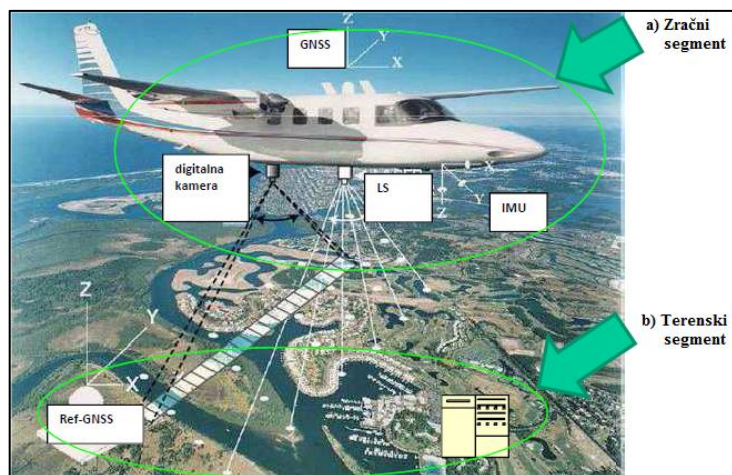 Z
GNSS
Y
X
a) Zračni
segment
digitalna
kamera
LS
X
Y
Z
IMU
Z
Y
X
b) Terenski
segment
Ref-GNSS